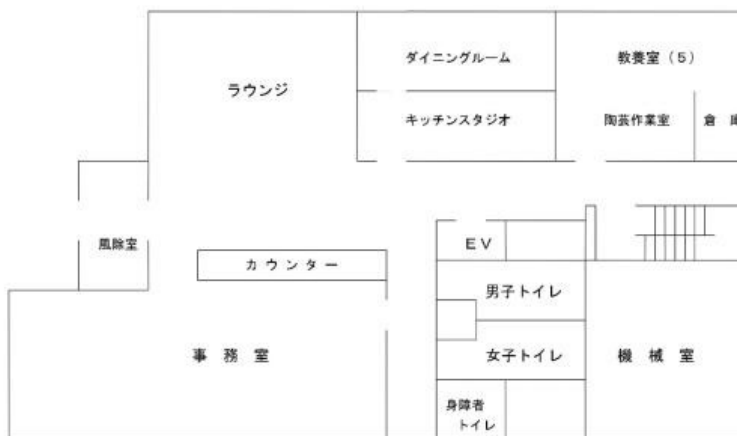 ダイニングルーム
教養室（５）
ラウンジ
キッチンスタジオ
陶芸作業室
倉 庫
風除室
ＥＶ
カ ウ ン タ ー
男子トイレ
事 務 室
女子トイレ
機 械 室
身障者
トイレ